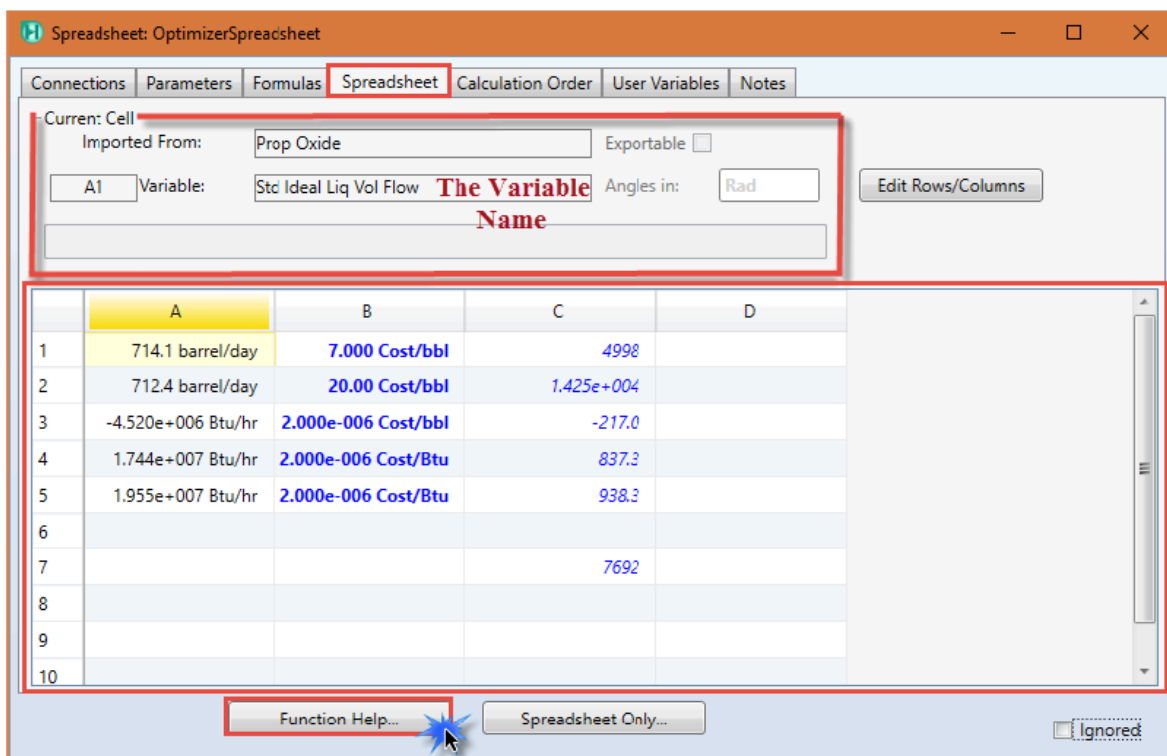 Spreadsheet: OptimizerSpreadsheet
Connections Parameters Formulas Spreadsheet Calculation Order User Variables Notes
Current Cell
Imported From: Prop Oxide Exportable
A1 Variable: Std Ideal Liq Vol Flow The Variable Angles in: Rad Edit Rows/Columns
Name
A B C D
1 714.1 barrel/day 7.000 Cost/bbl 4998
2 712.4 barrel/day 20.00 Cost/bbl 1.425e+004
3 -4.520e+006 Btu/hr 2.000e-006 Cost/bbl -217.0
4 1.744e+007 Btu/hr 2.000e-006 Cost/Btu 837.3
5 1.955e+007 Btu/hr 2.000e-006 Cost/Btu 938.3
6
7 7692
8
9
10
Function Help... Spreadsheet Only... Ignored